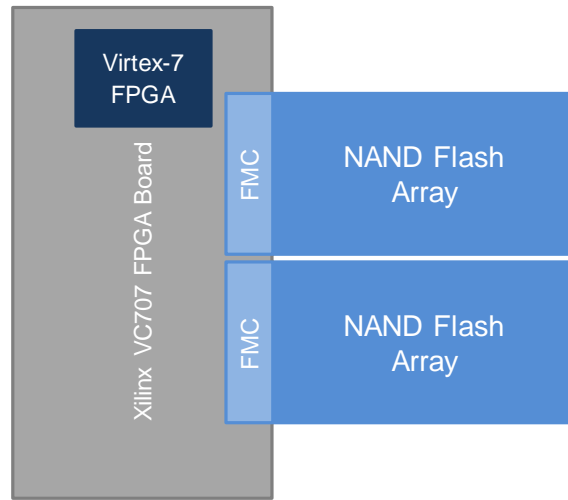 Virtex-7
FPGA
Xilinx VC707 FPGA Board
FMC
NAND Flash
Array
FMC
NAND Flash
Array